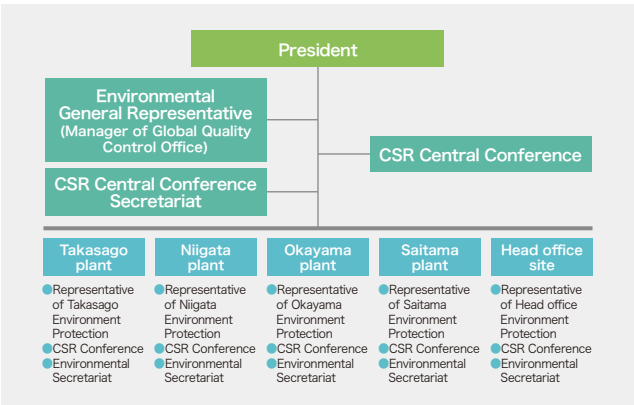 President
Environmental
General Representative
(Manager of Global Quality
Control Office)
CSR Central Conference
CSR Central Conference
Secretariat
Takasago
plant
●Representative
of Takasago
Environment
Protection
●CSR Conference
●Environmental
Secretariat
Niigata
plant
●Representative
of Niigata
Environment
Protection
●CSR Conference
●Environmental
Secretariat
Okayama
plant
●Representative
of Okayama
Environment
Protection
●CSR Conference
●Environmental
Secretariat
Saitama
plant
●Representative
of Saitama
Environment
Protection
●CSR Conference
●Environmental
Secretariat
Head office
site
●Representative
of Head office
Environment
Protection
●CSR Conference
●Environmental
Secretariat